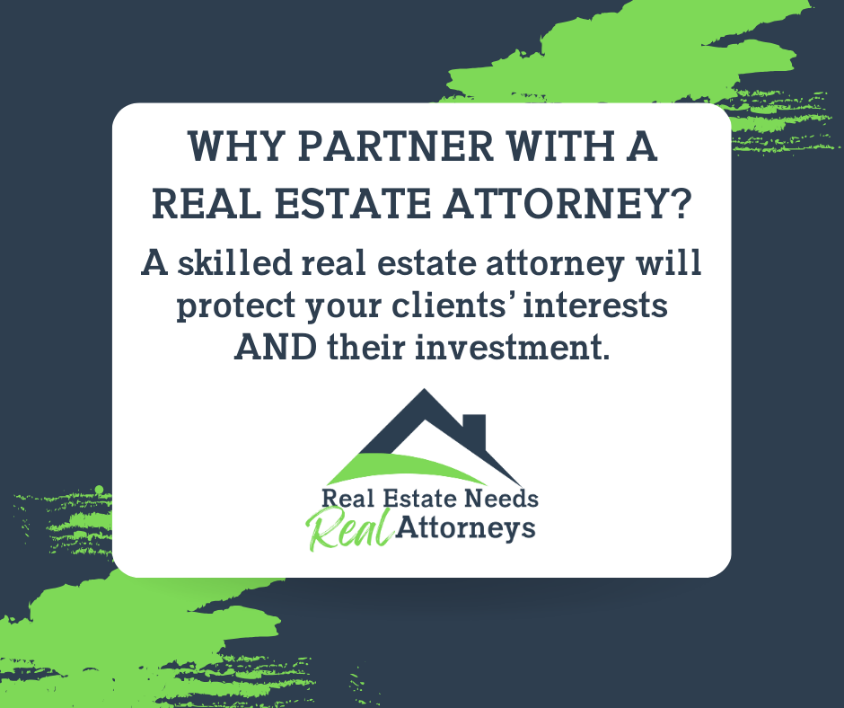 WHY PARTNER WITH A
REAL ESTATE ATTORNEY?
A skilled real estate attorney will
protect your clients’ interests
AND their investment.
Real Estate Needs
Real Attorneys